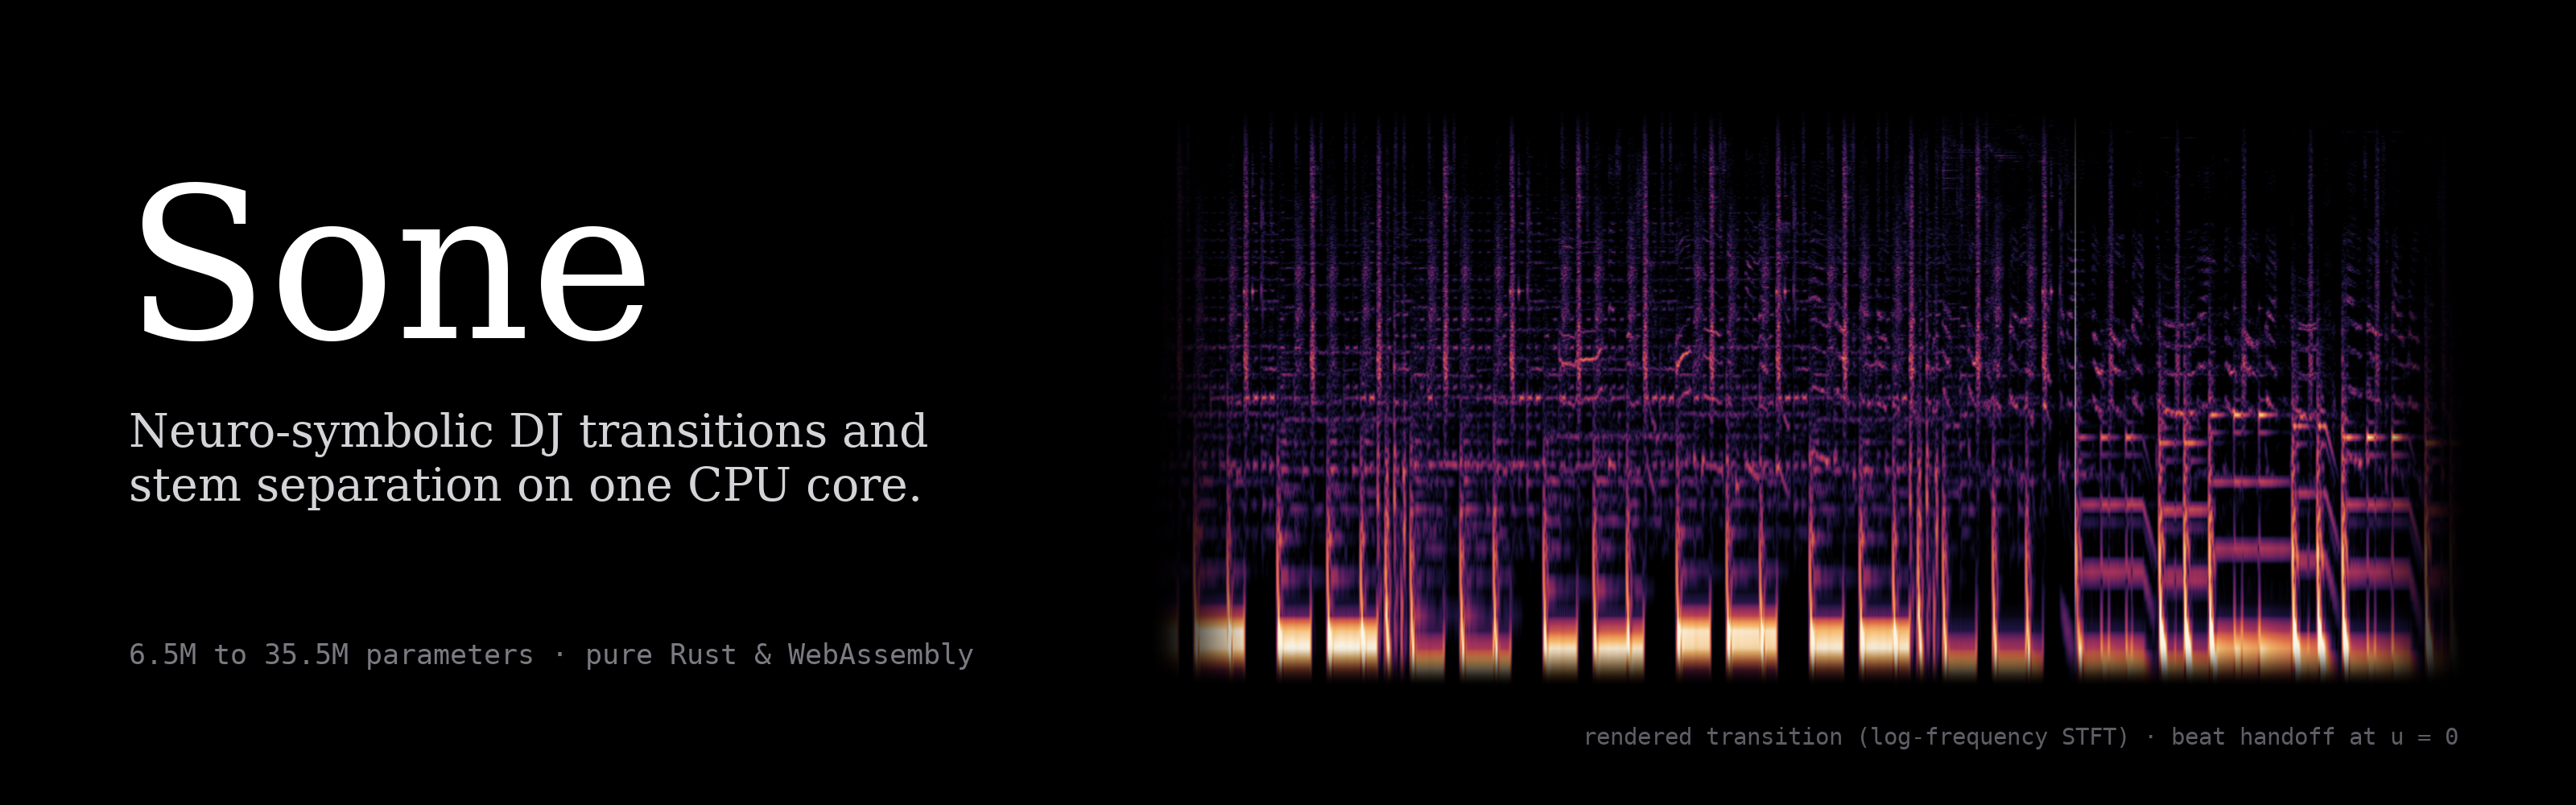 Sone
Neuro-symbolic DJ transitions and
stem separation on one CPU core.
6.5M to 35.5M parameters · pure Rust & WebAssembly
rendered transition (log-frequency STFT) · beat handoff at u = 0